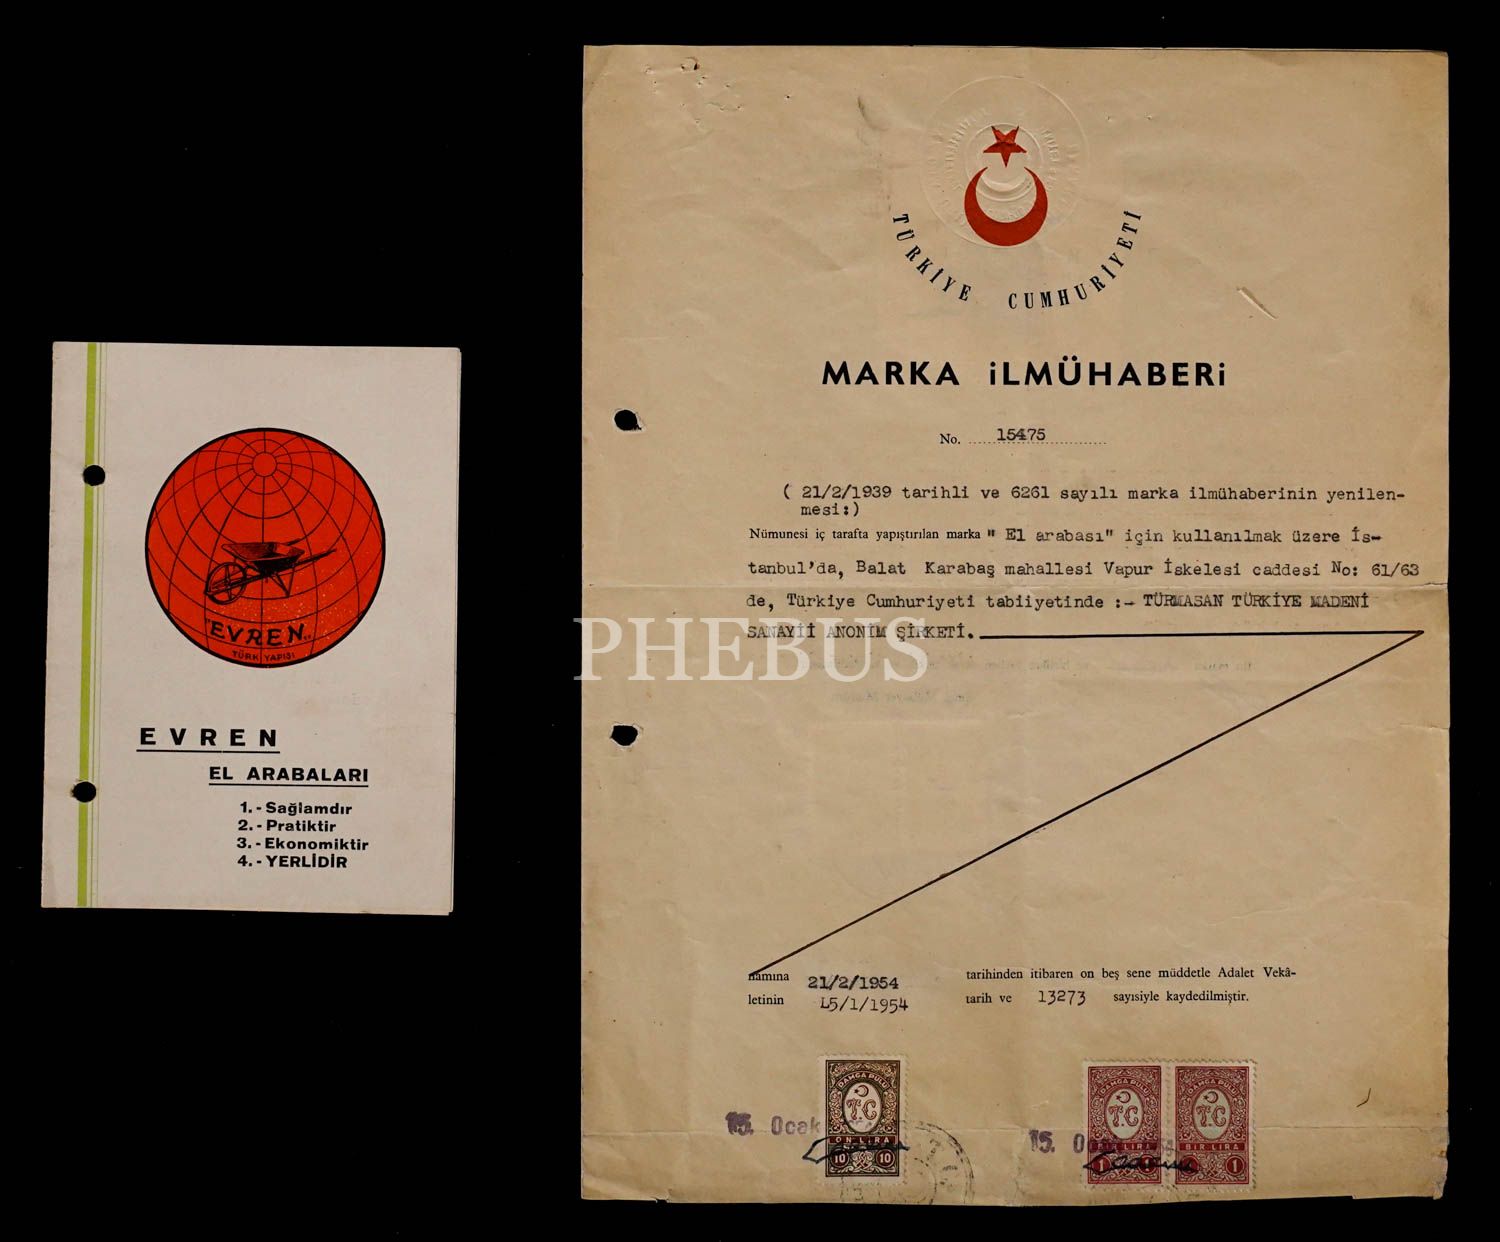 "EVREN"
TÜRK YAPISI
EVREN
EL ARABALARI
1.- Sağlamdır
2.- Pratiktir
3.- Ekonomiktir
4.- YERLİDİR
TÜRKİYE CUMHURİYETİ
MARKA İLMÜHABERİ
No. 15475
( 21/2/1939 tarihli ve 6261 sayılı marka ilmühaberinin yenilen-
mesi:)
Nümunesi iç tarafta yapıştırılan marka " El arabası" için kullanılmak üzere İs-
tanbul'da, Balat Karabaş mahallesi Vapur İskelesi caddesi No: 61/63
de, Türkiye Cumhuriyeti tabiiyetinde :- TÜRMASAN TÜRKİYE MADENİ
SANAYİİ ANONİM ŞİRKETİ.
namına 21/2/1954 tarihinden itibaren on beş sene müddetle Adalet Vekâ-
letinin 15/1/1954 tarih ve 13273 sayısiyle kaydedilmiştir.
15. Ocak
DAMGA PULU
T.C
ON LİRA
10 10
15.
DAMGA PULU
T.C
BİR LİRA
1
DAMGA PULU
T.C
BİR LİRA
1
PHEBUS